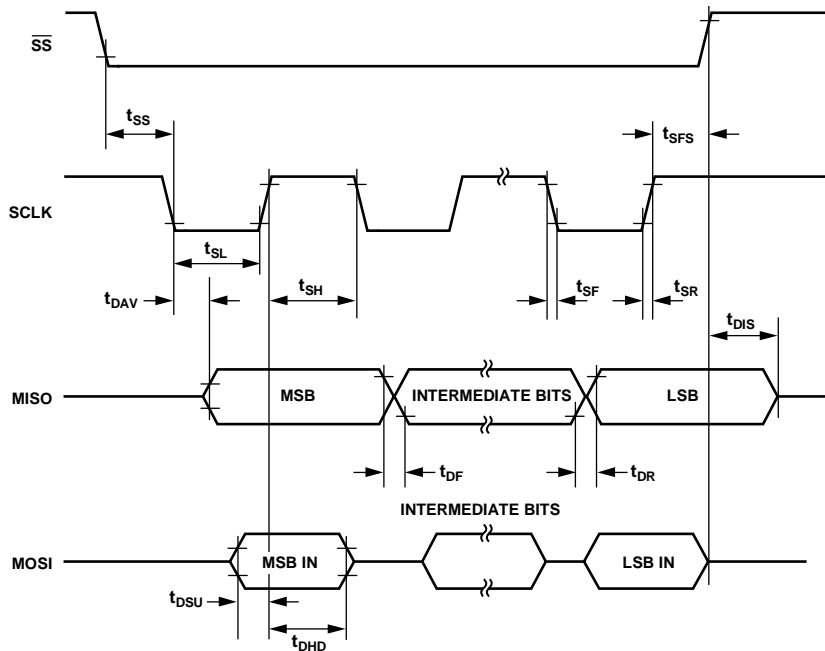 SS
tSS
tSFS
SCLK
tSL
tSH
tSF
tSR
tDAV
tDIS
MISO
MSB
INTERMEDIATE BITS
LSB
tDF
tDR
INTERMEDIATE BITS
MOSI
MSB IN
LSB IN
tDSU
tDHD